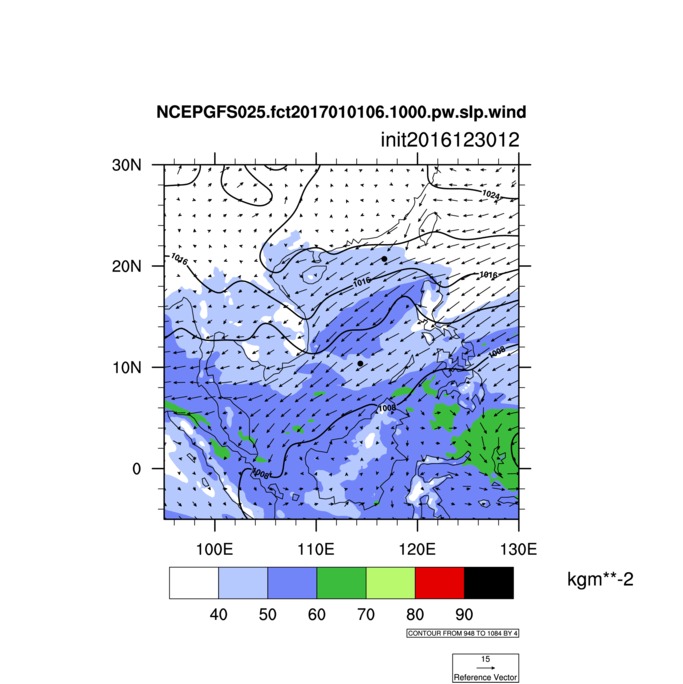 NCEPGFS025.fct2017010106.1000.pw.slp.wind
init2016123012
30N
1024
20N
1016
1016
1016
10N
1008
1008
0
1008
100E 110E 120E 130E
kgm**-2
40 50 60 70 80 90
CONTOUR FROM 948 TO 1084 BY 4
15
Reference Vector